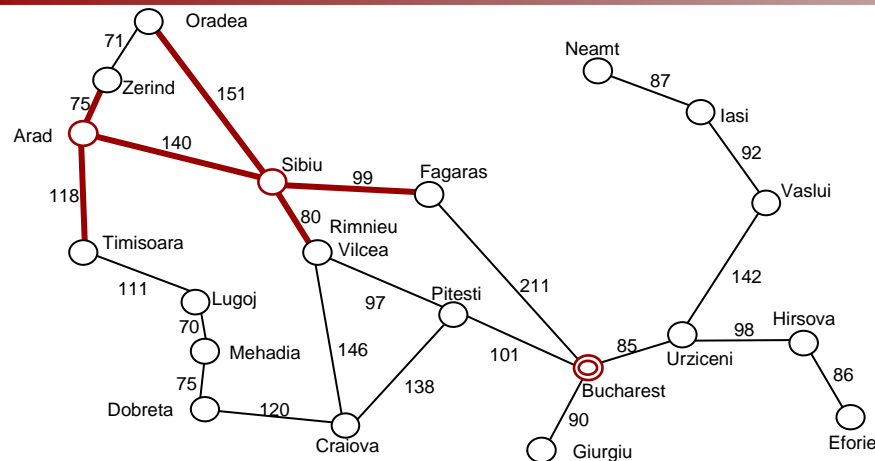 Oradea
71
Neamt
Zerind
87
151
75
Iasi
Arad
140
92
Sibiu
Fagaras
99
Vaslui
118
80
Rimnieu
Vilcea
Timisoara
142
111
211
Pitesti
97
Lugoj
Hirsova
70
98
85
Mehadia
146
101
Urziceni
138
86
75
Bucharest
Dobreta
120
90
Craiova
Eforie
Giurgiu